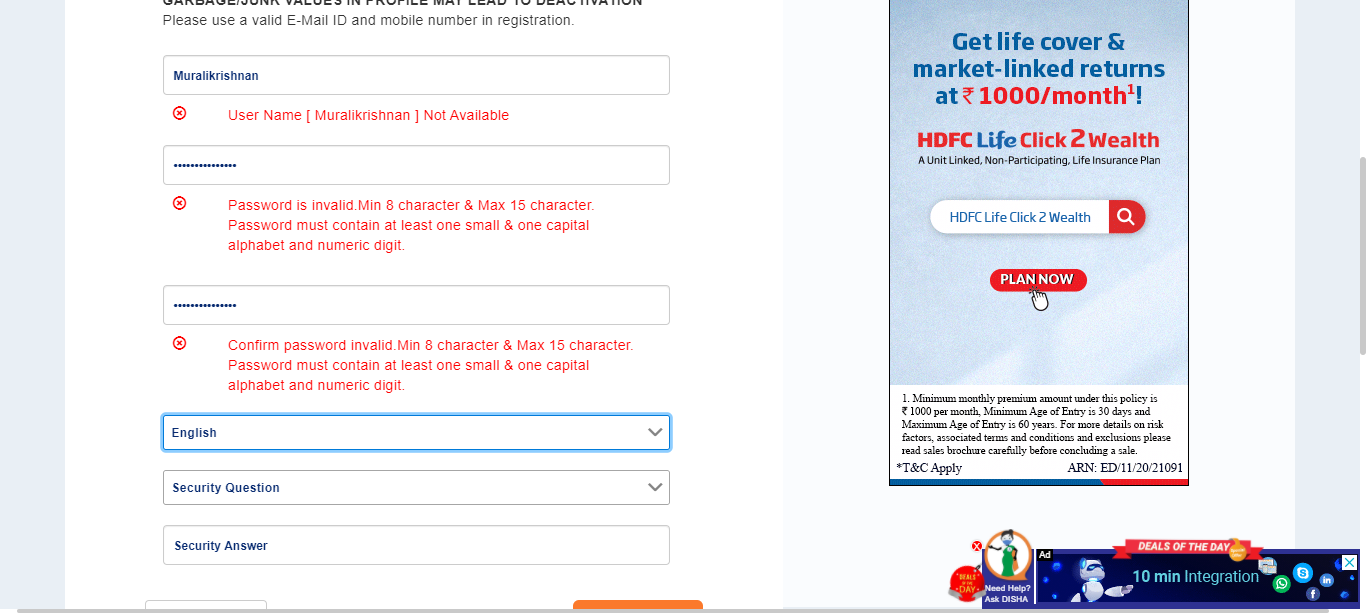 GARBAGE/JUNK VALUES IN PROFILE MAY LEAD TO DEACTIVATION
Please use a valid E-Mail ID and mobile number in registration.
Muralikrishnan
User Name [ Muralikrishnan ] Not Available
•••••••••••••••
Password is invalid.Min 8 character & Max 15 character.
Password must contain at least one small & one capital
alphabet and numeric digit.
•••••••••••••••
Confirm password invalid.Min 8 character & Max 15 character.
Password must contain at least one small & one capital
alphabet and numeric digit.
English
Security Question
Security Answer
Get life cover &
market-linked returns
at ₹ 1000/month¹!
HDFC Life Click 2 Wealth
A Unit Linked, Non-Participating, Life Insurance Plan
HDFC Life Click 2 Wealth
PLAN NOW
1. Minimum monthly premium amount under this policy is
₹ 1000 per month, Minimum Age of Entry is 30 days and
Maximum Age of Entry is 60 years. For more details on risk
factors, associated terms and conditions and exclusions please
read sales brochure carefully before concluding a sale.
*T&C Apply ARN: ED/11/20/21091
DEALS OF THE DAY
Ad
10 min Integration
DEALS OF THE DAY
Need Help?
Ask DISHA